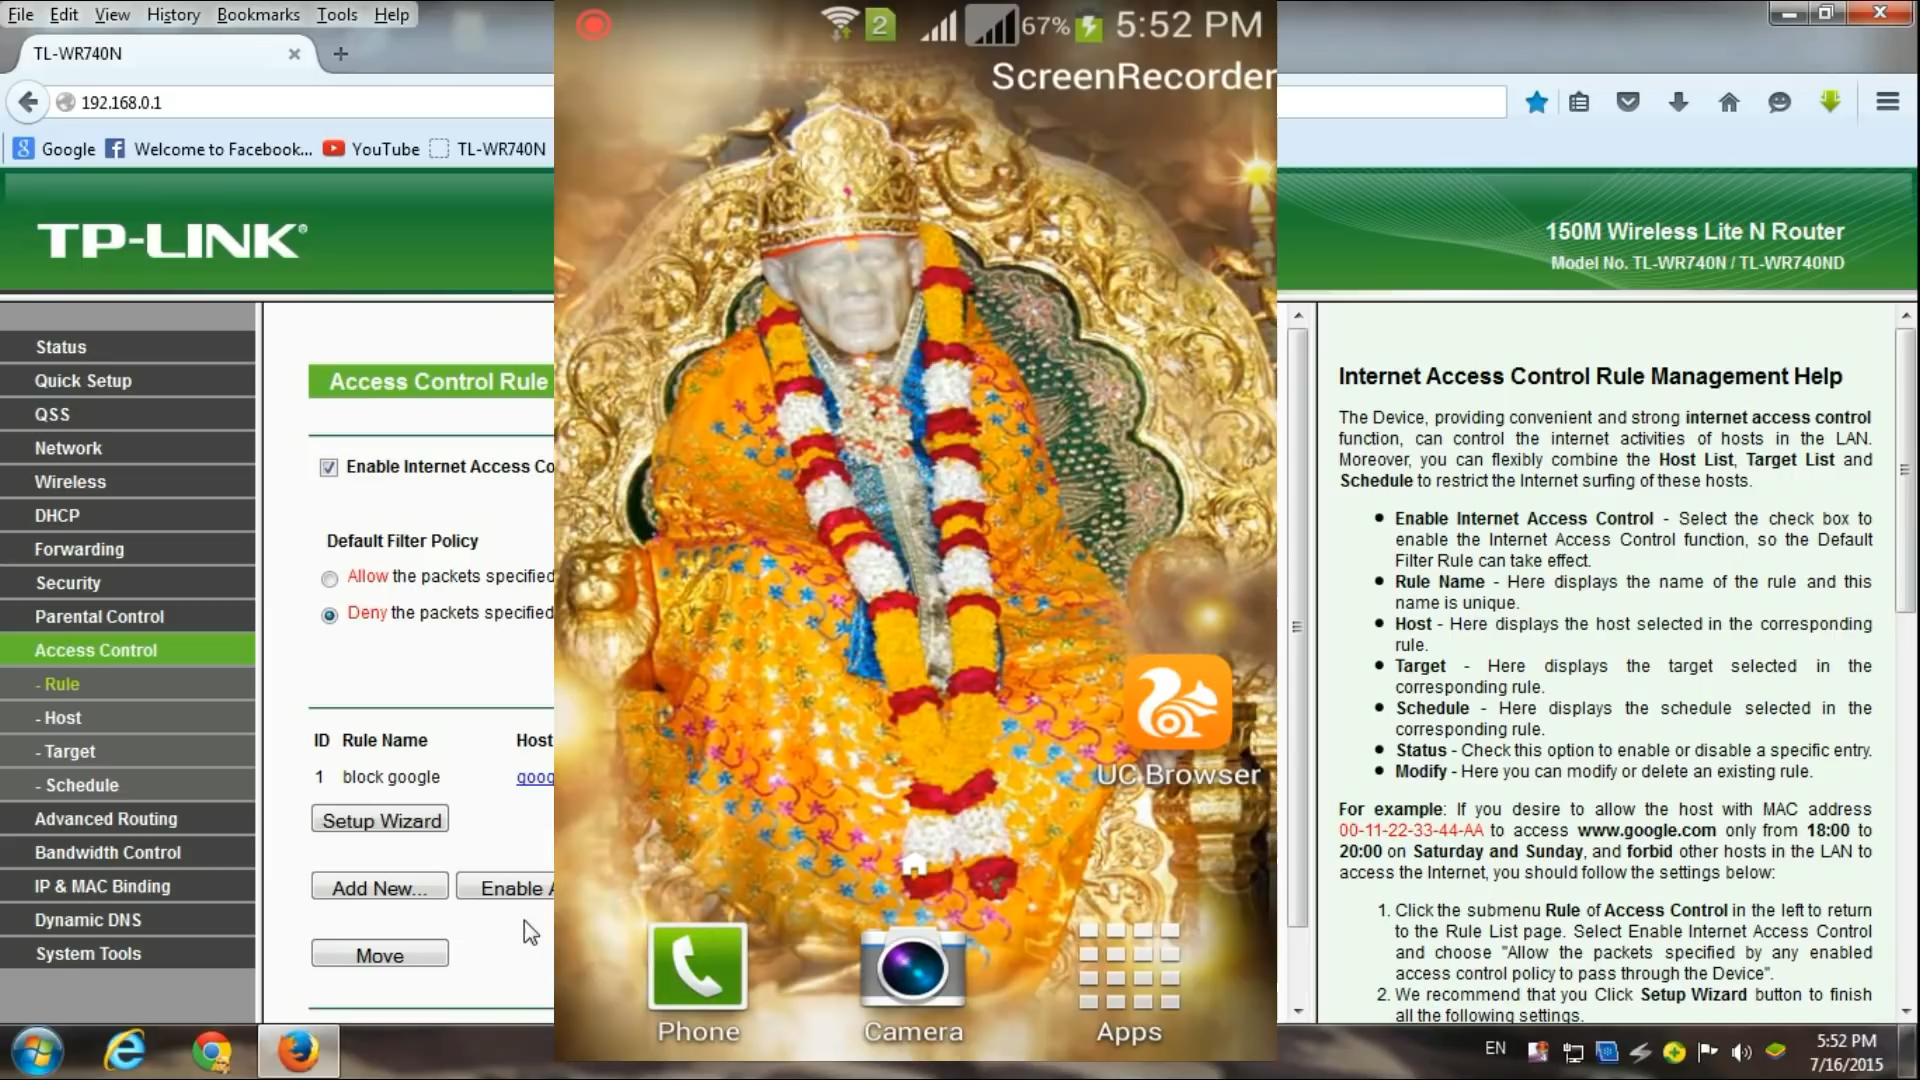 File Edit View History Bookmarks Tools Help
TL-WR740N
192.168.0.1
Google Welcome to Facebook... YouTube TL-WR740N
TP-LINK®
150M Wireless Lite N Router
Model No. TL-WR740N / TL-WR740ND
Status
Quick Setup
QSS
Network
Wireless
DHCP
Forwarding
Security
Parental Control
Access Control
- Rule
- Host
- Target
- Schedule
Advanced Routing
Bandwidth Control
IP & MAC Binding
Dynamic DNS
System Tools
Access Control Rule
Enable Internet Access Co
Default Filter Policy
Allow the packets specified
Deny the packets specified
ID Rule Name Host
1 block google goog
Setup Wizard
Add New... Enable A
Move
2 67% 5:52 PM
ScreenRecorder
UC Browser
Phone Camera Apps
Internet Access Control Rule Management Help
The Device, providing convenient and strong internet access control
function, can control the internet activities of hosts in the LAN.
Moreover, you can flexibly combine the Host List, Target List and
Schedule to restrict the Internet surfing of these hosts.
Enable Internet Access Control - Select the check box to
enable the Internet Access Control function, so the Default
Filter Rule can take effect.
Rule Name - Here displays the name of the rule and this
name is unique.
Host - Here displays the host selected in the corresponding
rule.
Target - Here displays the target selected in the
corresponding rule.
Schedule - Here displays the schedule selected in the
corresponding rule.
Status - Check this option to enable or disable a specific entry.
Modify - Here you can modify or delete an existing rule.
For example: If you desire to allow the host with MAC address
00-11-22-33-44-AA to access www.google.com only from 18:00 to
20:00 on Saturday and Sunday, and forbid other hosts in the LAN to
access the Internet, you should follow the settings below:
1. Click the submenu Rule of Access Control in the left to return
to the Rule List page. Select Enable Internet Access Control
and choose "Allow the packets specified by any enabled
access control policy to pass through the Device".
2. We recommend that you Click Setup Wizard button to finish
all the following settings.
EN 5:52 PM
7/16/2015